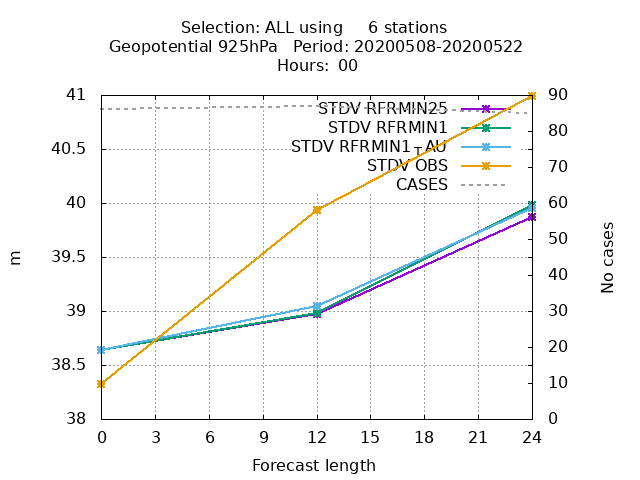 Selection: ALL using 6 stations
Geopotential 925hPa Period: 20200508-20200522
Hours: 00
STDV RFRMIN25
STDV RFRMIN1
STDV RFRMIN1_TAU
STDV OBS
CASES
41
40.5
40
39.5
39
38.5
38
m
90
80
70
60
50
40
30
20
10
0
No cases
0 3 6 9 12 15 18 21 24
Forecast length